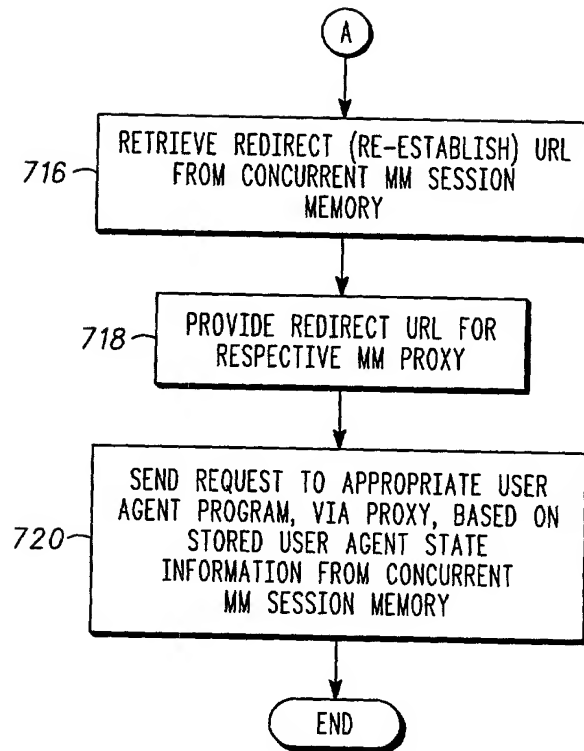 A
RETRIEVE REDIRECT (RE-ESTABLISH) URL
FROM CONCURRENT MM SESSION
MEMORY
716
PROVIDE REDIRECT URL FOR
RESPECTIVE MM PROXY
718
SEND REQUEST TO APPROPRIATE USER
AGENT PROGRAM, VIA PROXY, BASED ON
STORED USER AGENT STATE
INFORMATION FROM CONCURRENT
MM SESSION MEMORY
720
END